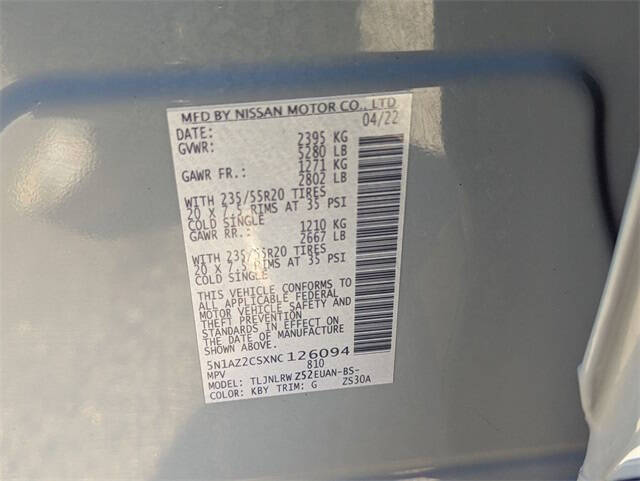 MFD BY NISSAN MOTOR CO., LTD.
DATE: 04/22
GVWR: 2395 KG
5280 LB
GAWR FR.: 1271 KG
2802 LB
WITH 235/55R20 TIRES
20 X 7.5 RIMS AT 35 PSI
COLD SINGLE
GAWR RR.: 1210 KG
2667 LB
WITH 235/55R20 TIRES
20 X 7.5 RIMS AT 35 PSI
COLD SINGLE
THIS VEHICLE CONFORMS TO
ALL APPLICABLE FEDERAL
MOTOR VEHICLE SAFETY AND
THEFT PREVENTION
STANDARDS IN EFFECT ON
THE DATE OF MANUFACTURE
SHOWN ABOVE.
5N1AZ2CSXNC126094
MPV 810
MODEL: TLJNLRWZ52EUAN-BS-
COLOR: KBY TRIM: G ZS30A